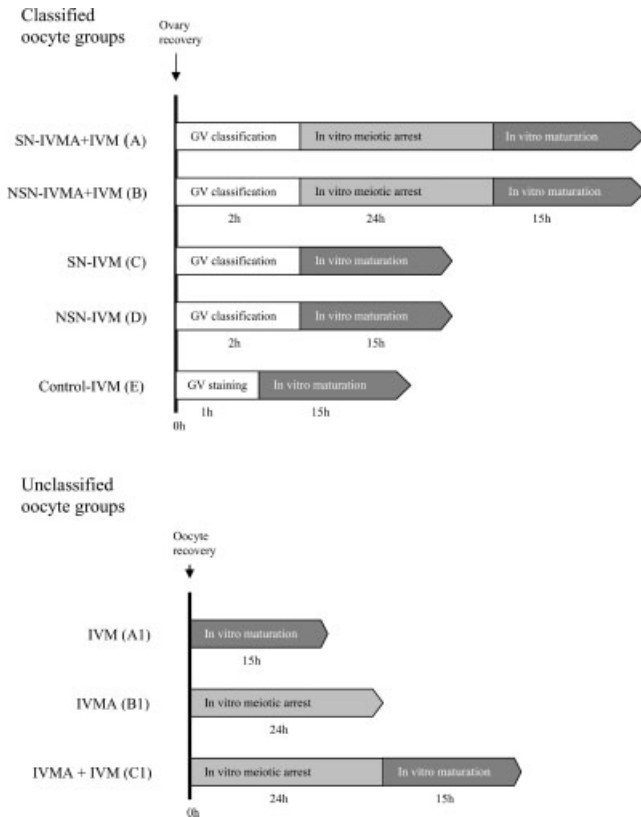 Classified
oocyte groups
Ovary
recovery
SN-IVMA+IVM (A)
GV classification
In vitro meiotic arrest
In vitro maturation
NSN-IVMA+IVM (B)
GV classification
In vitro meiotic arrest
In vitro maturation
2h
24h
15h
SN-IVM (C)
GV classification
In vitro maturation
NSN-IVM (D)
GV classification
In vitro maturation
2h
15h
Control-IVM (E)
GV staining
In vitro maturation
1h
15h
0h
Unclassified
oocyte groups
Oocyte
recovery
IVM (A1)
In vitro maturation
15h
IVMA (B1)
In vitro meiotic arrest
24h
IVMA + IVM (C1)
In vitro meiotic arrest
In vitro maturation
24h
15h
0h